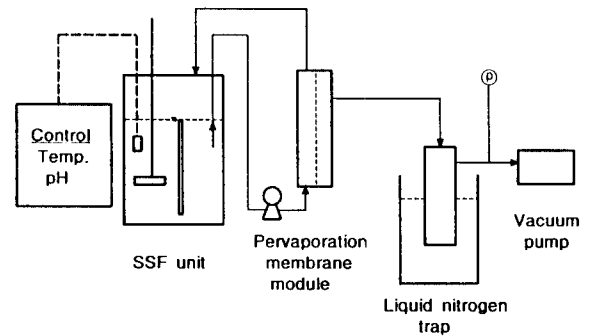 Control
Temp.
pH
SSF unit
Pervaporation
membrane
module
P
Liquid nitrogen
trap
Vacuum
pump